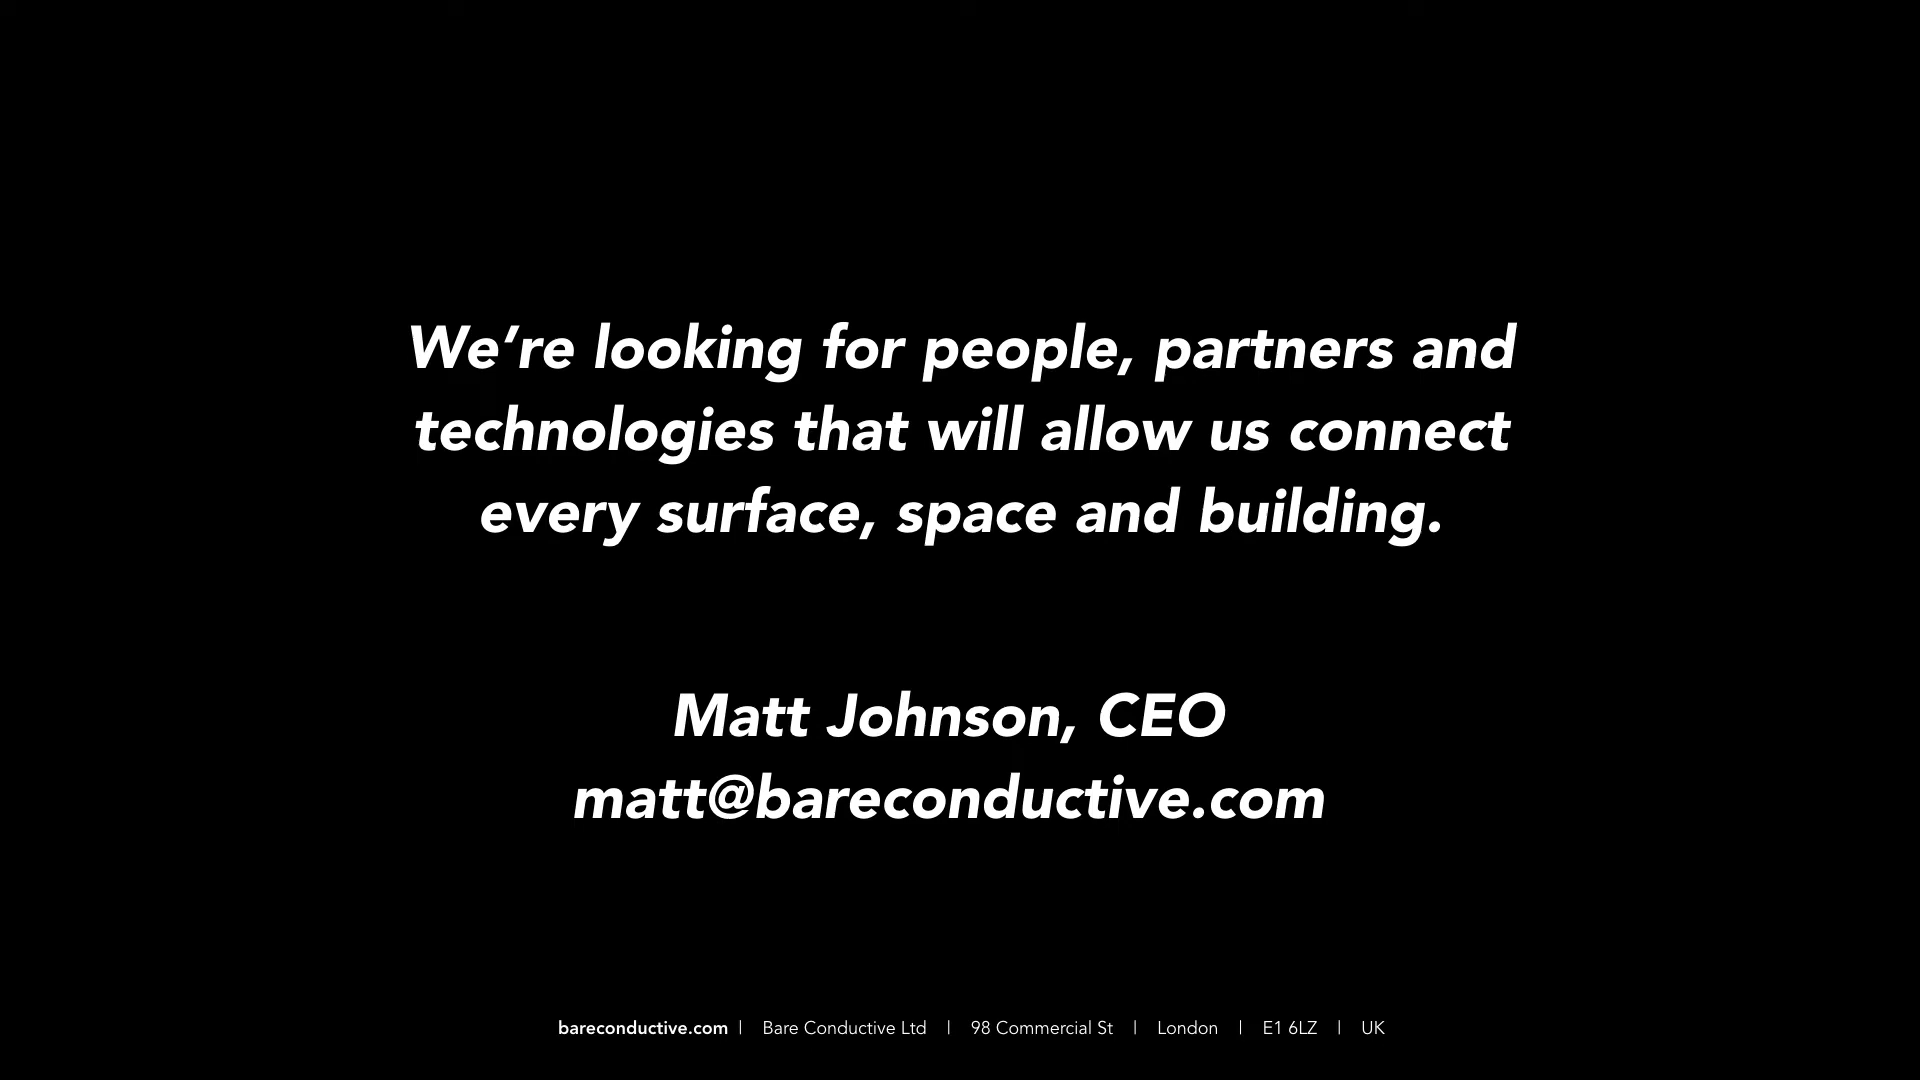 We’re looking for people, partners and
technologies that will allow us connect
every surface, space and building.
Matt Johnson, CEO
matt@bareconductive.com
bareconductive.com | Bare Conductive Ltd | 98 Commercial St | London | E1 6LZ | UK